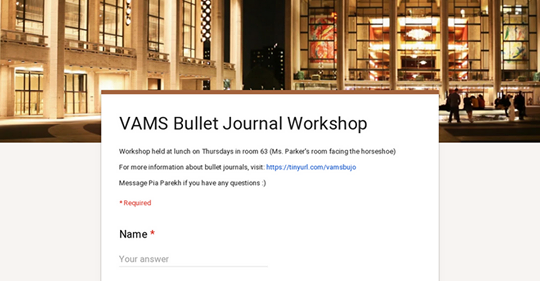 VAMS Bullet Journal Workshop
Workshop held at lunch on Thursdays in room 63 (Ms. Parker's room facing the horseshoe)
For more information about bullet journals, visit: https://tinyurl.com/vamsbujo
Message Pia Parekh if you have any questions :)
* Required
Name *
Your answer